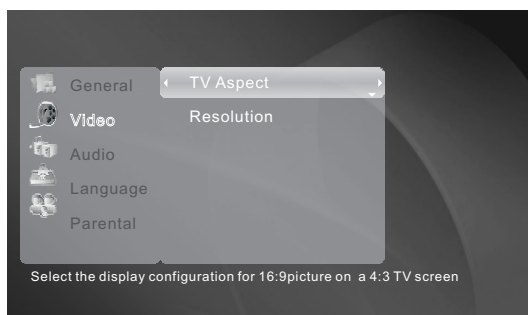 General
Video
Audio
Language
Parental
TV Aspect
Resolution
Select the display configuration for 16:9picture on a 4:3 TV screen